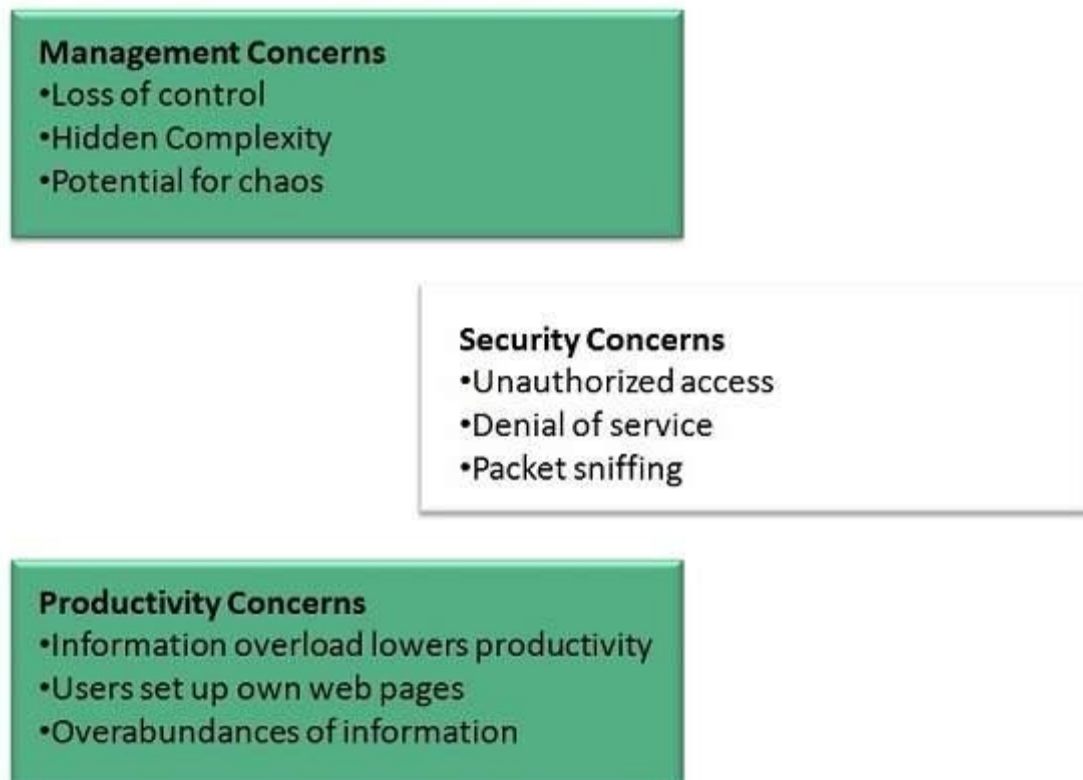 Management Concerns
•Loss of control
•Hidden Complexity
•Potential for chaos
Security Concerns
•Unauthorized access
•Denial of service
•Packet sniffing
Productivity Concerns
•Information overload lowers productivity
•Users set up own web pages
•Overabundances of information